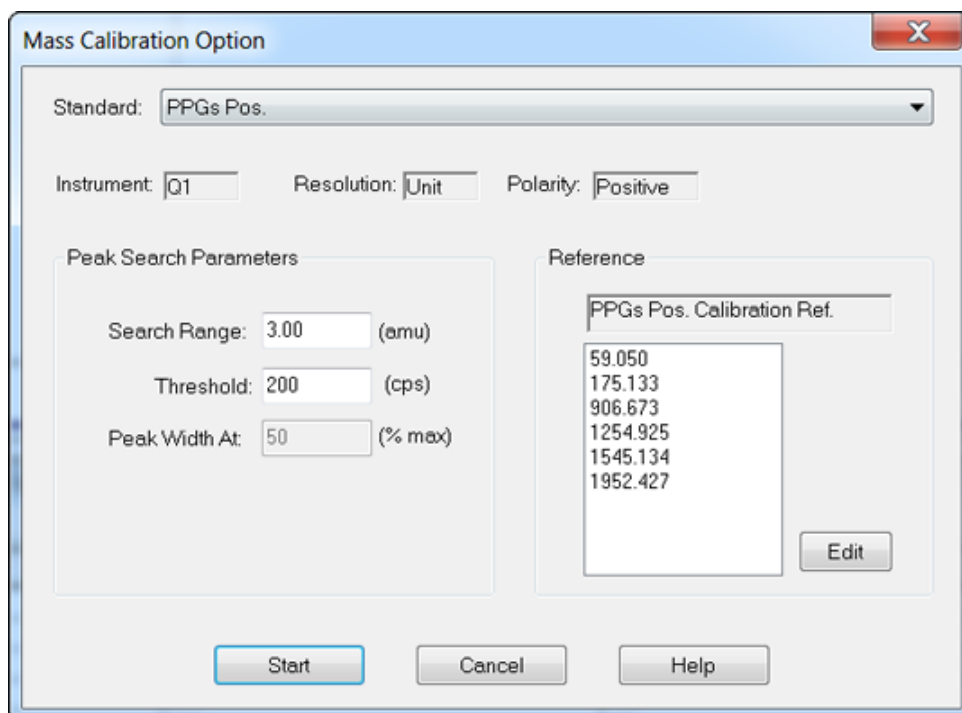 Mass Calibration Option
Standard: PPGs Pos.
Instrument: Q1 Resolution: Unit Polarity: Positive
Peak Search Parameters
Search Range: 3.00 (amu)
Threshold: 200 (cps)
Peak Width At: 50 (% max)
Reference
PPGs Pos. Calibration Ref.
59.050
175.133
906.673
1254.925
1545.134
1952.427
Edit
Start Cancel Help